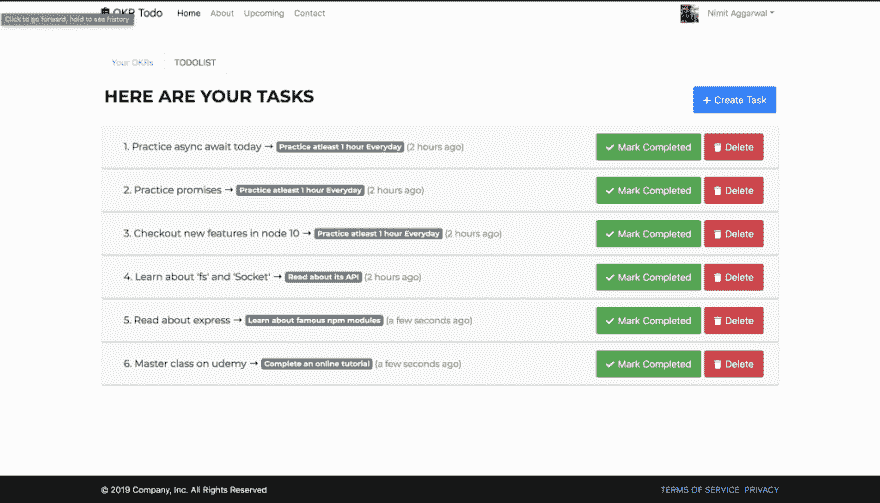 Click to go forward, hold to see history
OKR Todo Home About Upcoming Contact Nimit Aggarwal
Your OKRs TODOLIST
HERE ARE YOUR TASKS
+ Create Task
1. Practice async await today → Practice atleast 1 hour Everyday (2 hours ago) Mark Completed Delete
2. Practice promises → Practice atleast 1 hour Everyday (2 hours ago) Mark Completed Delete
3. Checkout new features in node 10 → Practice atleast 1 hour Everyday (2 hours ago) Mark Completed Delete
4. Learn about 'fs' and 'Socket' → Read about its API (2 hours ago) Mark Completed Delete
5. Read about express → Learn about famous npm modules (a few seconds ago) Mark Completed Delete
6. Master class on udemy → Complete an online tutorial (a few seconds ago) Mark Completed Delete
© 2019 Company, Inc. All Rights Reserved TERMS OF SERVICE PRIVACY